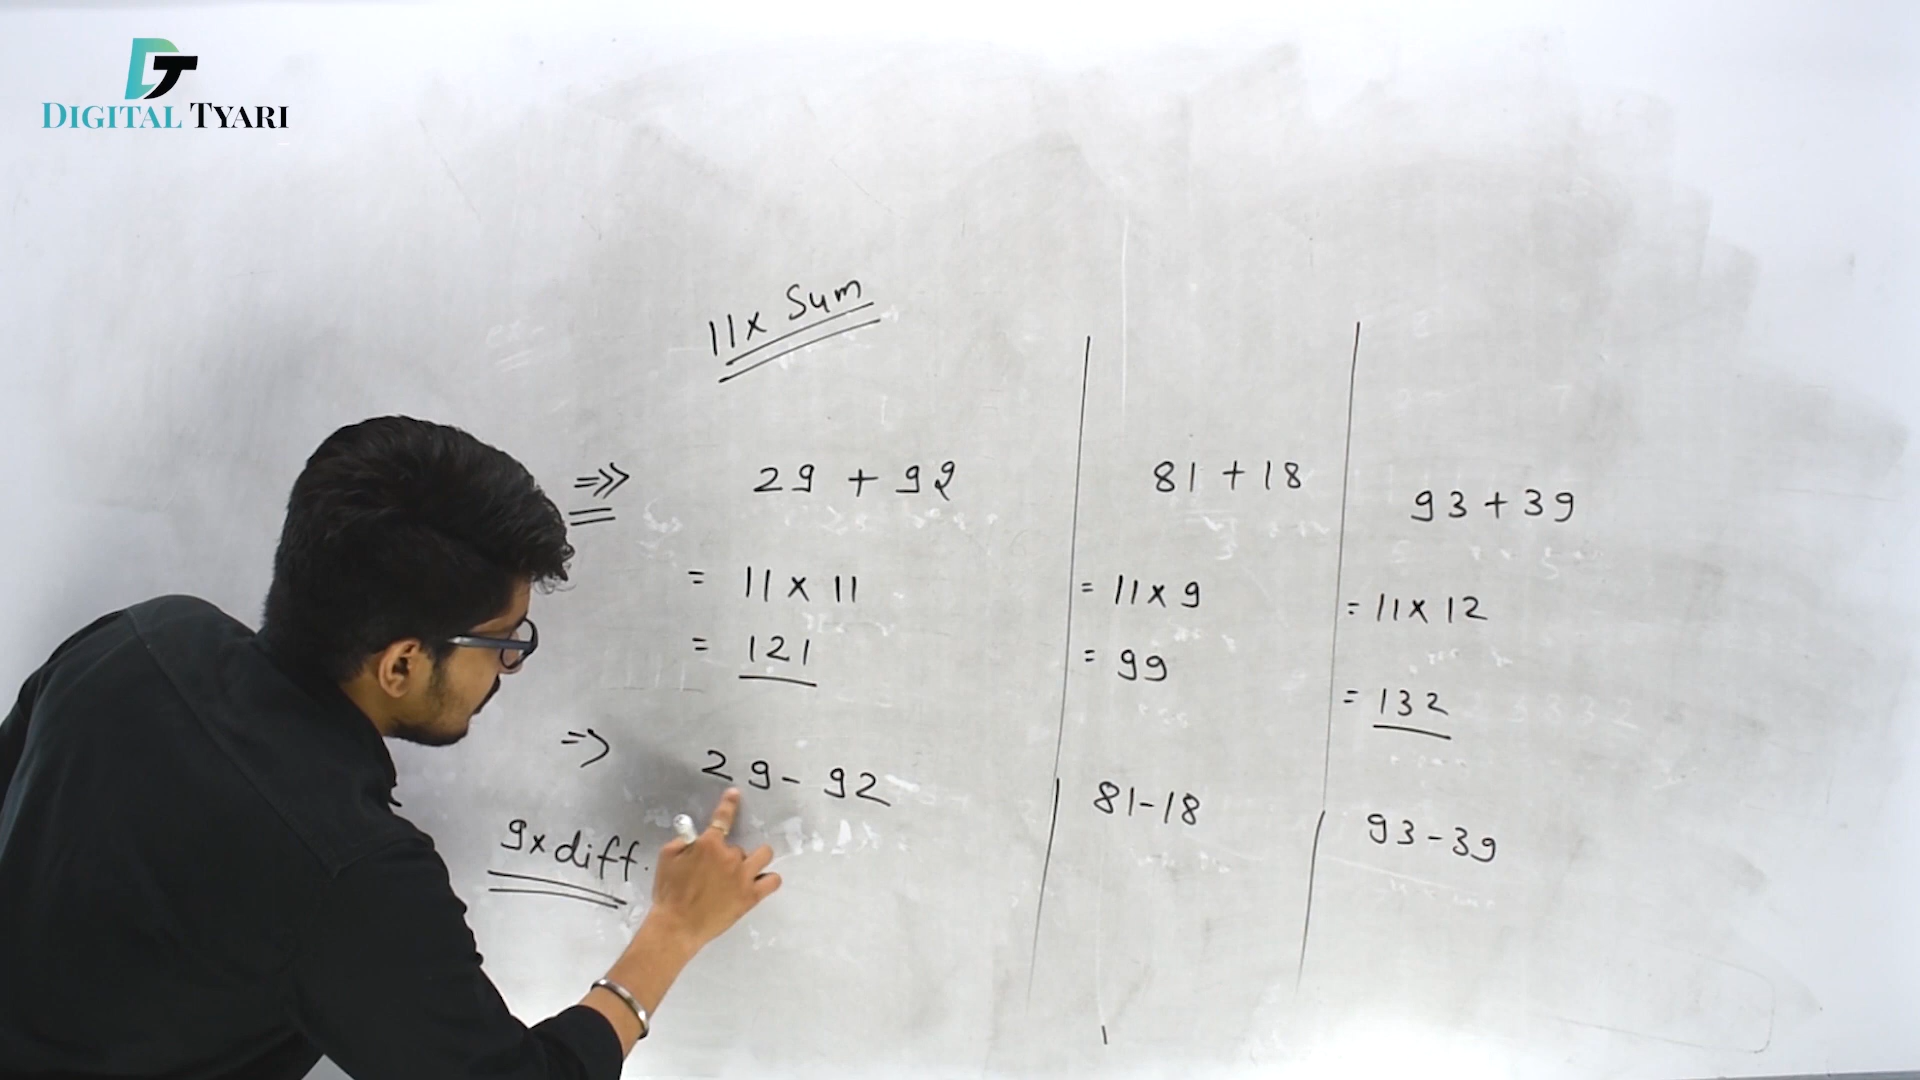 DIGITAL TYARI
11x Sum
29 + 92
= 11 x 11
= 121
81 + 18
= 11 x 9
= 99
93 + 39
= 11 x 12
= 132
=> 29 - 92
9x diff.
81 - 18
93 - 39